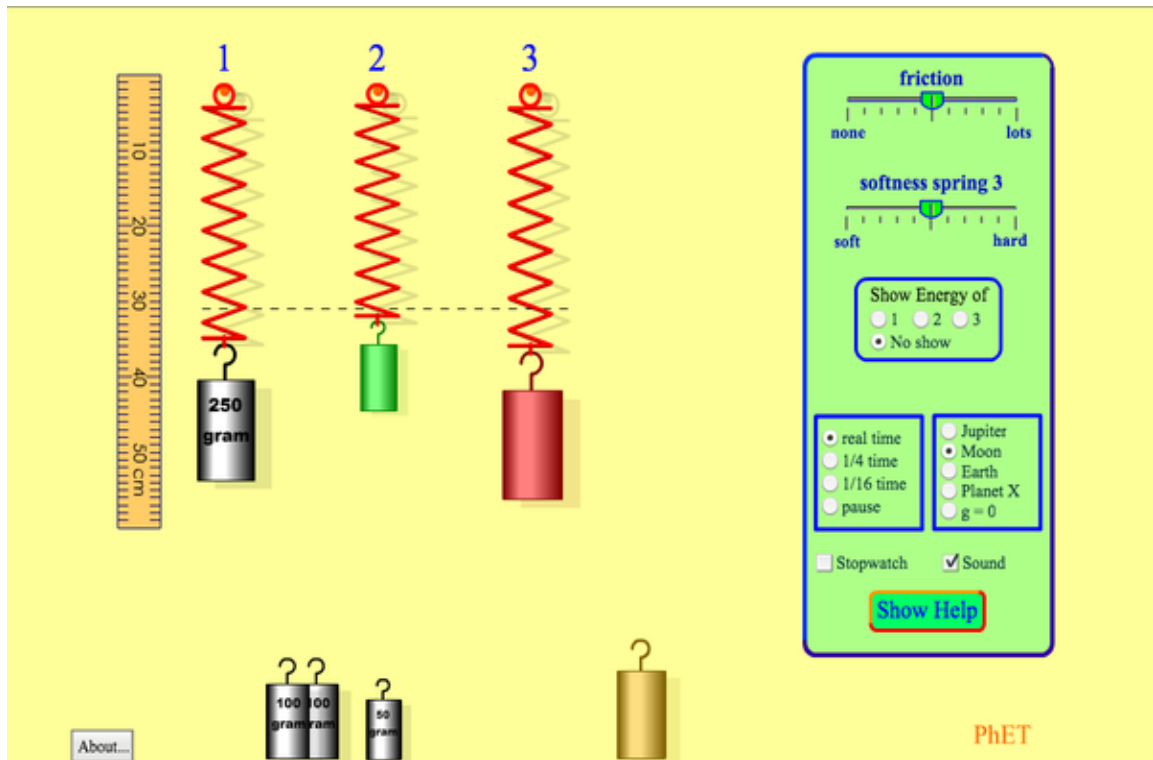 1 2 3
10
20
30
40
50 cm
250
gram
100
gram
100
ram
50
gram
About...
friction
none lots
softness spring 3
soft hard
Show Energy of
1 2 3
No show
real time
1/4 time
1/16 time
pause
Jupiter
Moon
Earth
Planet X
g = 0
Stopwatch Sound
Show Help
PhET